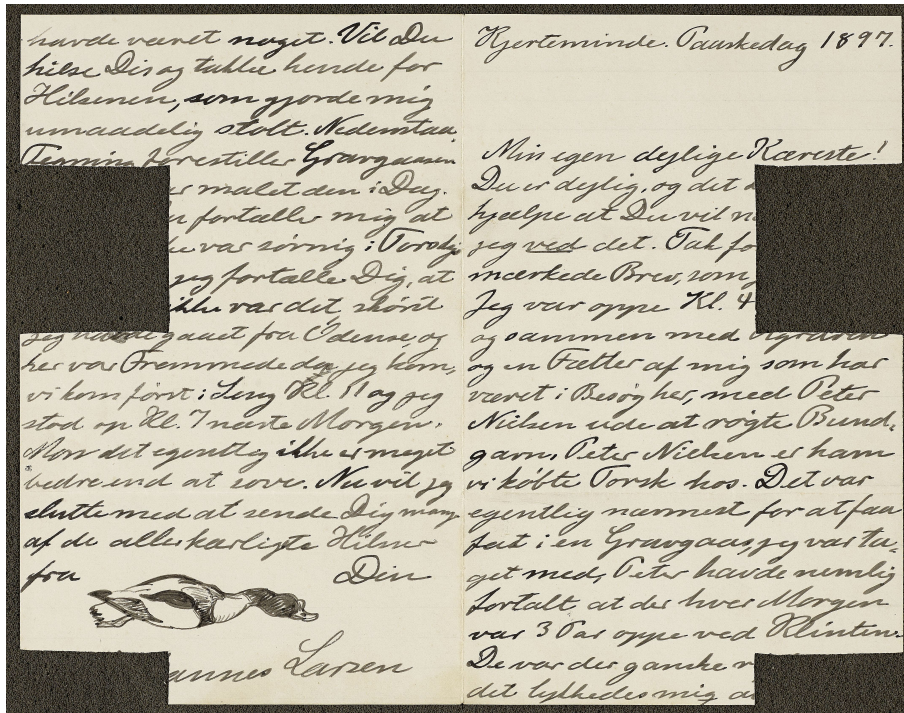 Kjerteminde. Paaskedag 1897.
Min egen dejlige Kæreste!
Du er dejlig, og det
hjælpe at Du vil
jeg ved det. Tak fo
mærkede Brev, som
Jeg var oppe Kl. 4
og sammen med
og en Fætter af mig som har
været i Besøg her, med Peter
Nielsen ude at røgte Bund-
garn, Peter Nielsen er ham
vi købte Torsk hos. Det var
egentlig nærmest for at faa
fat i en Gravgaas, jeg var ta-
get med, Peter havde nemlig
fortalt, at der hver Morgen
var 3 Par oppe ved Klinten.
De var der ganske
det lykkedes mig
havde været noget. Vil Du
hilse Dis og takke hende for
Hilsenen, som gjorde mig
umaadelig stolt. Nedenstaa
Tegning forestiller Gravgaasen
er malet den i Dag.
fortæller mig at
var sørnig i Torsdags
jeg fortælle Dig, at
ikke var det, skönt
jeg havde gaaet fra Odense, og
her var Fremmede da jeg kom,
vi kom først i Seng Kl. 11 og jeg
stod op Kl. 7 næste Morgen.
Mon det egentlig ikke er meget
bedre end at sove. Nu vil jeg
slutte med at sende Dig mange
af de allerkærligste Hilsner
fra Din
annes Larsen